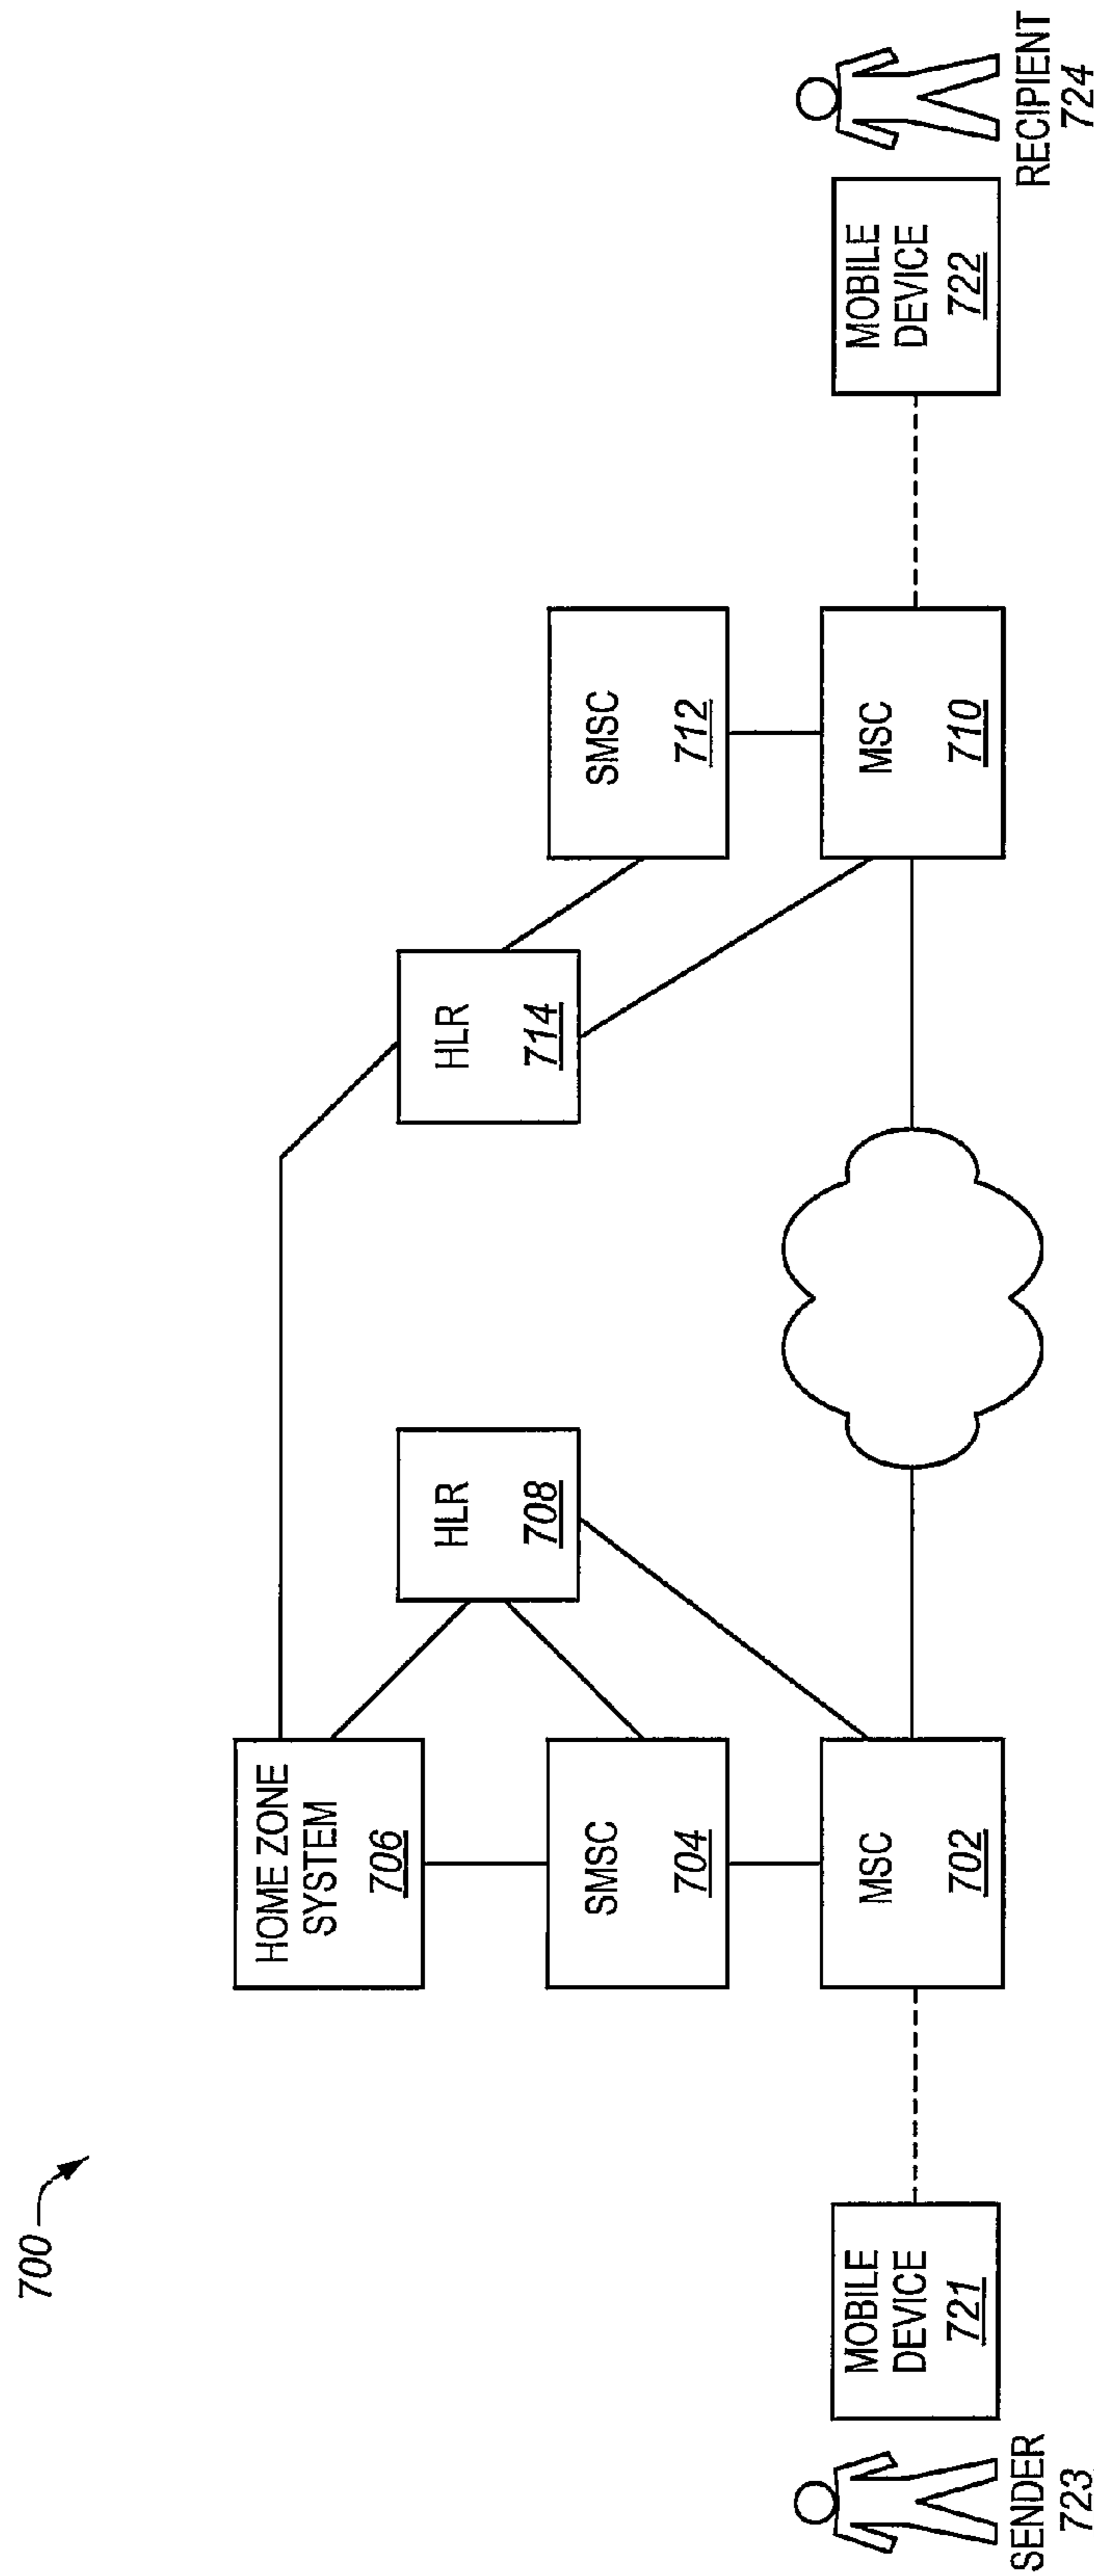 700
HOME ZONE
SYSTEM
706
HLR
708
HLR
714
SMSC
704
SMSC
712
MOBILE
DEVICE
721
MSC
702
MSC
710
MOBILE
DEVICE
722
SENDER
723
RECIPIENT
724